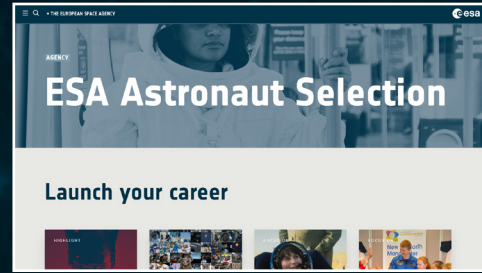 → THE EUROPEAN SPACE AGENCY
esa
AGENCY
ESA Astronaut Selection
Launch your career
HIGHLIGHT